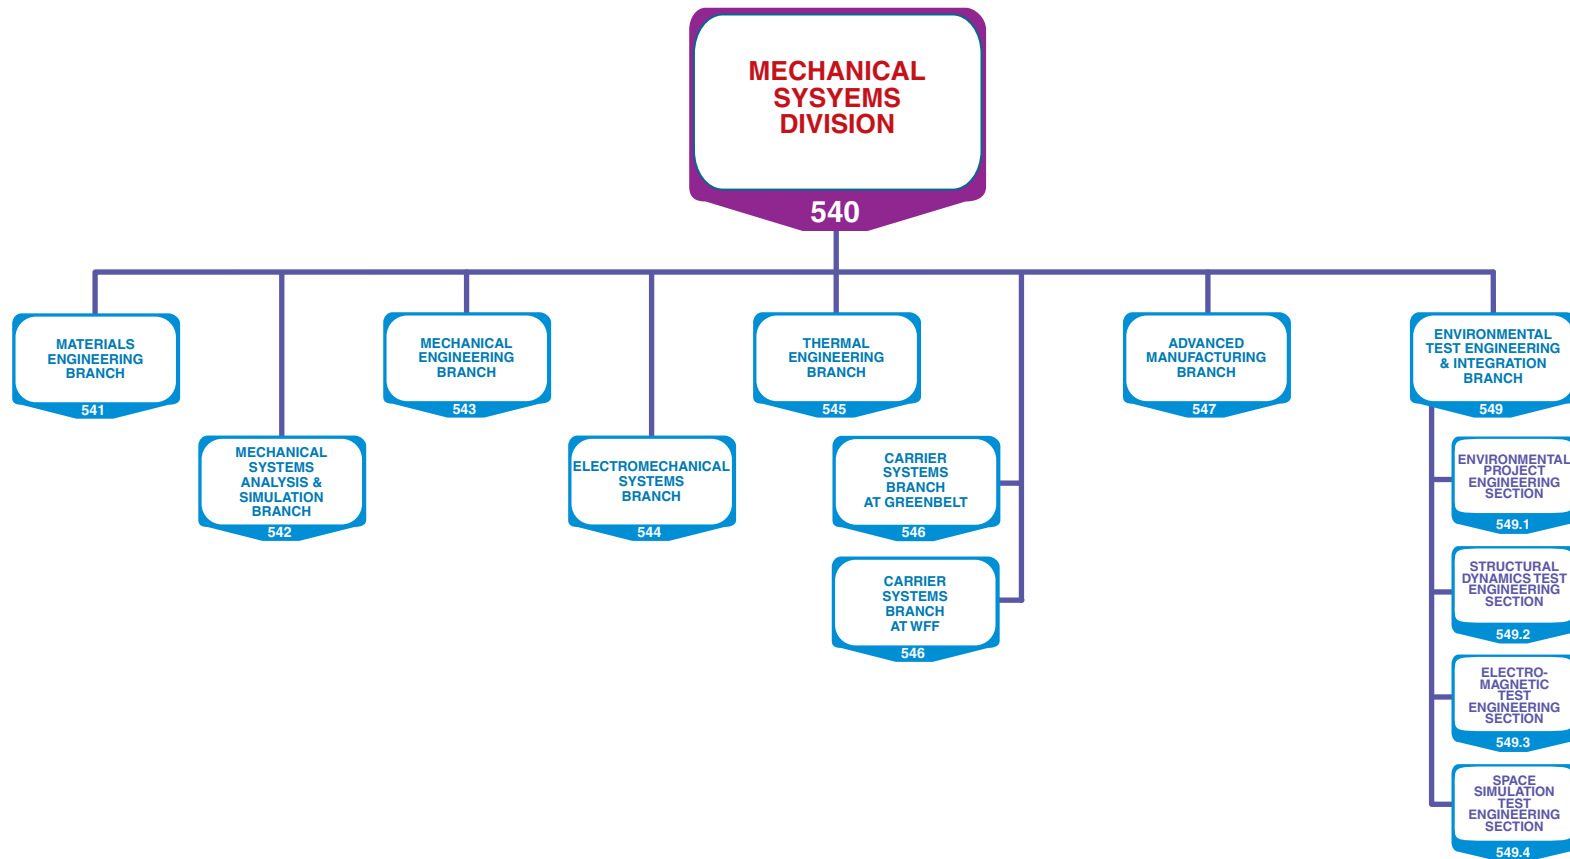 MECHANICAL
SYSYEMS
DIVISION
540
MATERIALS
ENGINEERING
BRANCH
541
MECHANICAL
SYSTEMS
ANALYSIS &
SIMULATION
BRANCH
542
MECHANICAL
ENGINEERING
BRANCH
543
ELECTROMECHANICAL
SYSTEMS
BRANCH
544
THERMAL
ENGINEERING
BRANCH
545
CARRIER
SYSTEMS
BRANCH
AT GREENBELT
546
CARRIER
SYSTEMS
BRANCH
AT WFF
546
ADVANCED
MANUFACTURING
BRANCH
547
ENVIRONMENTAL
TEST ENGINEERING
& INTEGRATION
BRANCH
549
ENVIRONMENTAL
PROJECT
ENGINEERING
SECTION
549.1
STRUCTURAL
DYNAMICS TEST
ENGINEERING
SECTION
549.2
ELECTRO-
MAGNETIC
TEST
ENGINEERING
SECTION
549.3
SPACE
SIMULATION
TEST
ENGINEERING
SECTION
549.4